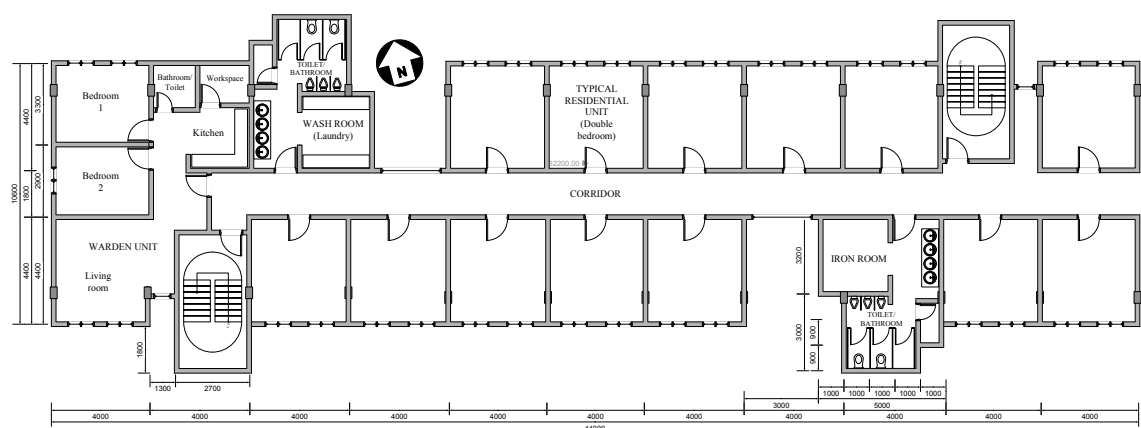 TOILET/
BATHROOM
Bathroom/
Toilet
Workspace
Bedroom
1
Kitchen
WASH ROOM
(Laundry)
N
TYPICAL
RESIDENTIAL
UNIT
(Double
bedroom)
Bedroom
2
CORRIDOR
WARDEN UNIT
Living
room
IRON ROOM
TOILET/
BATHROOM
10600
4400
1800
4400
3300
2900
4400
1800
1300
2700
3200
3000
900
900
1000
1000
1000
1000
1000
3000
5000
4000
4000
4000
4000
4000
4000
4000
4000
4000
4000
4000